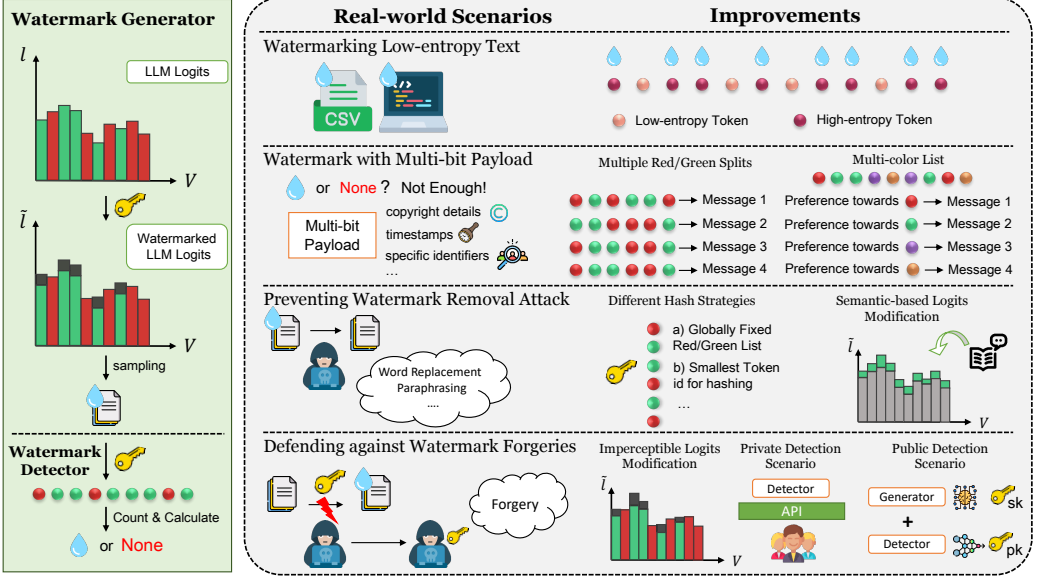 Watermark Generator
l
LLM Logits
V
l̃
Watermarked
LLM Logits
V
sampling
Watermark
Detector
Count & Calculate
or None
Real-world Scenarios
Improvements
Watermarking Low-entropy Text
CSV
Low-entropy Token
High-entropy Token
Watermark with Multi-bit Payload
or None? Not Enough!
Multi-bit
Payload
copyright details
©
timestamps
specific identifiers
...
Multiple Red/Green Splits
Message 1
Message 2
Message 3
Message 4
Multi-color List
Preference towards Message 1
Preference towards Message 2
Preference towards Message 3
Preference towards Message 4
Preventing Watermark Removal Attack
Word Replacement
Paraphrasing
....
Different Hash Strategies
a) Globally Fixed
Red/Green List
b) Smallest Token
id for hashing
...
Semantic-based Logits
Modification
l̃
V
Defending against Watermark Forgeries
Forgery
Imperceptible Logits
Modification
l̃
V
Private Detection
Scenario
Detector
API
Public Detection
Scenario
Generator
sk
+
Detector
pk